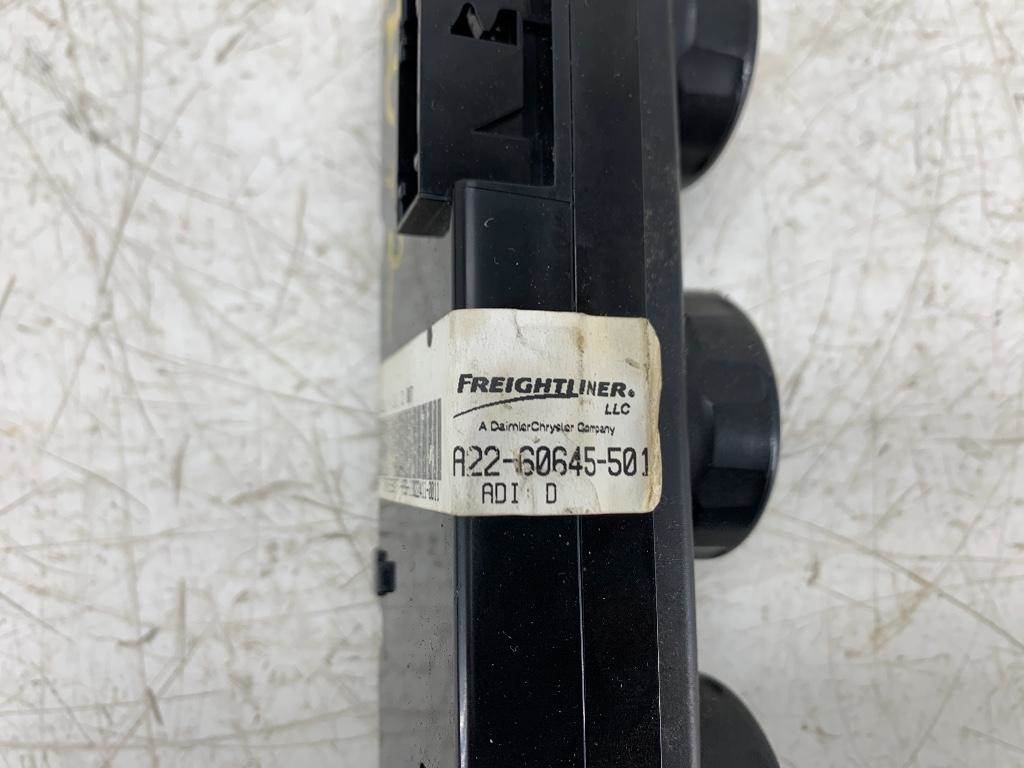 FREIGHTLINER
LLC
A DaimlerChrysler Company
A22-60645-501
ADI D